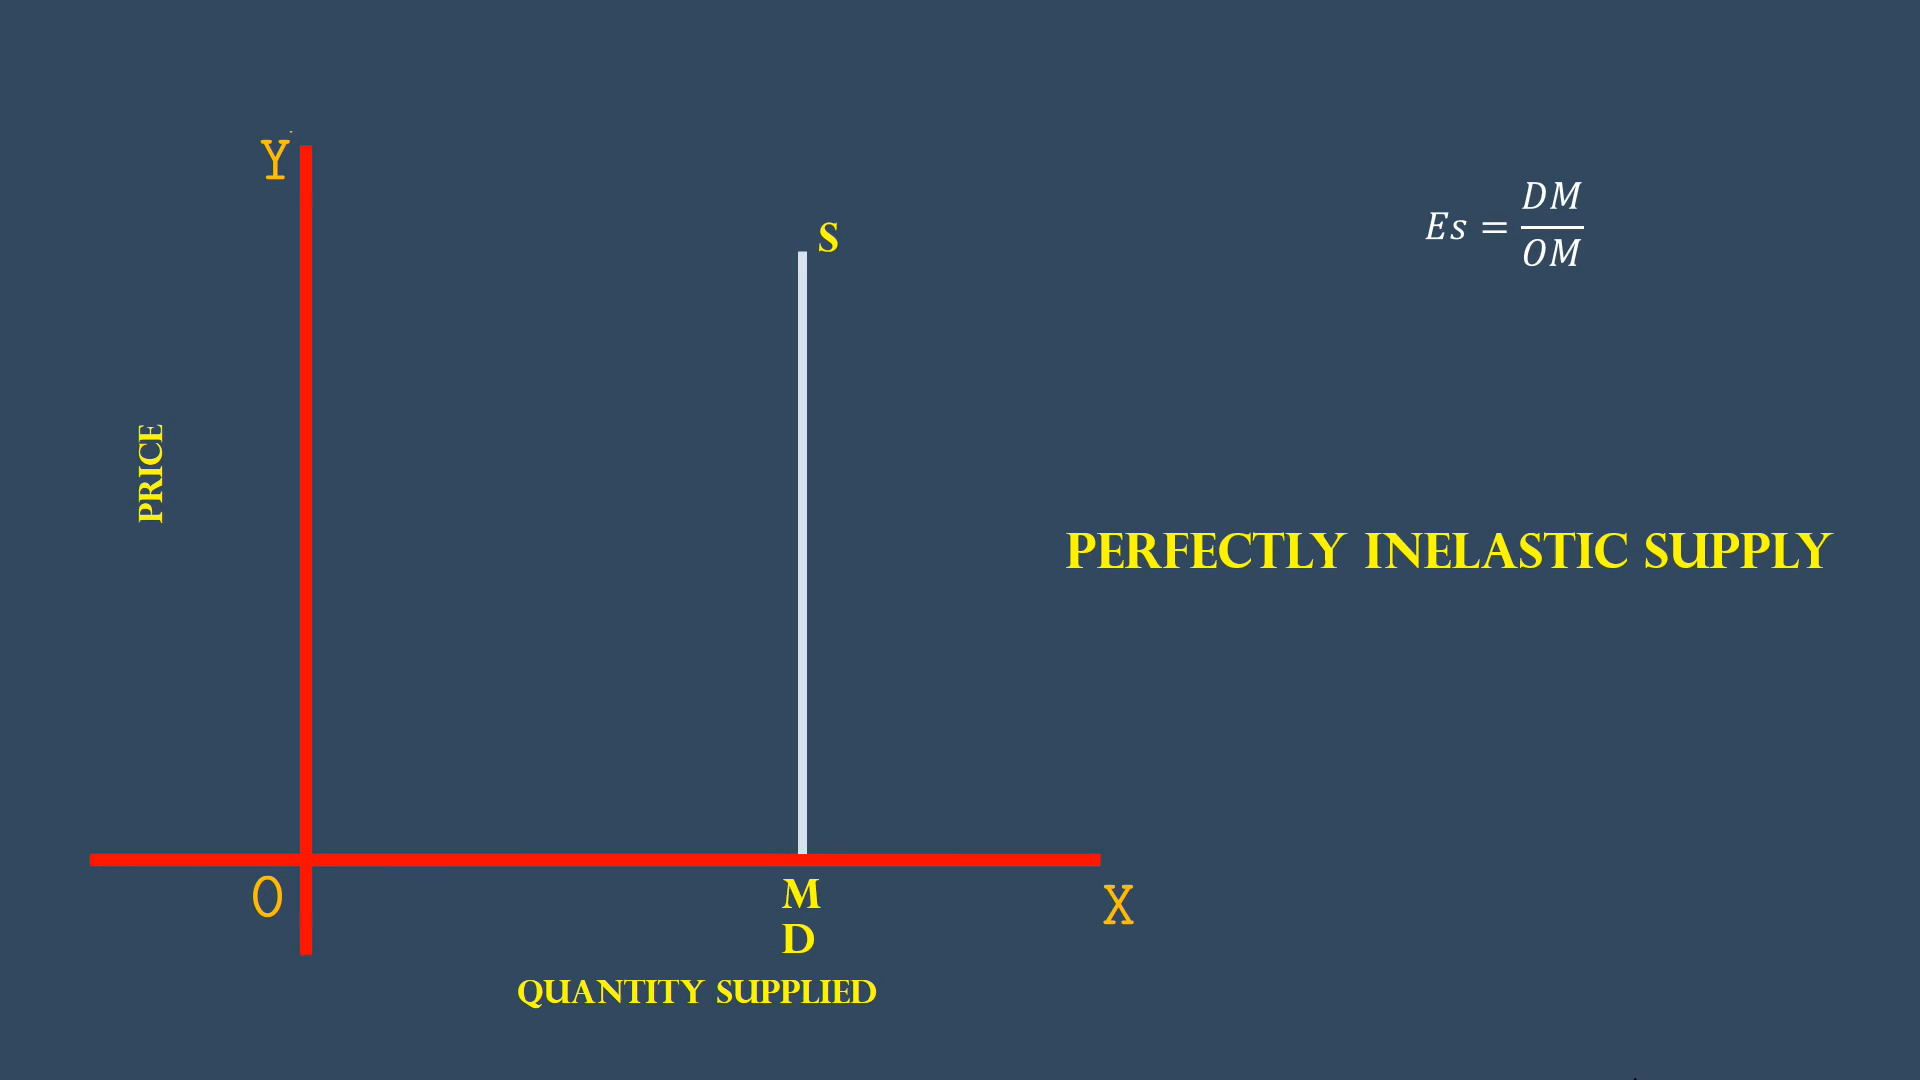 Y
S
Es = DM/OM
PRICE
PERFECTLY INELASTIC SUPPLY
O
M
X
D
QUANTITY SUPPLIED